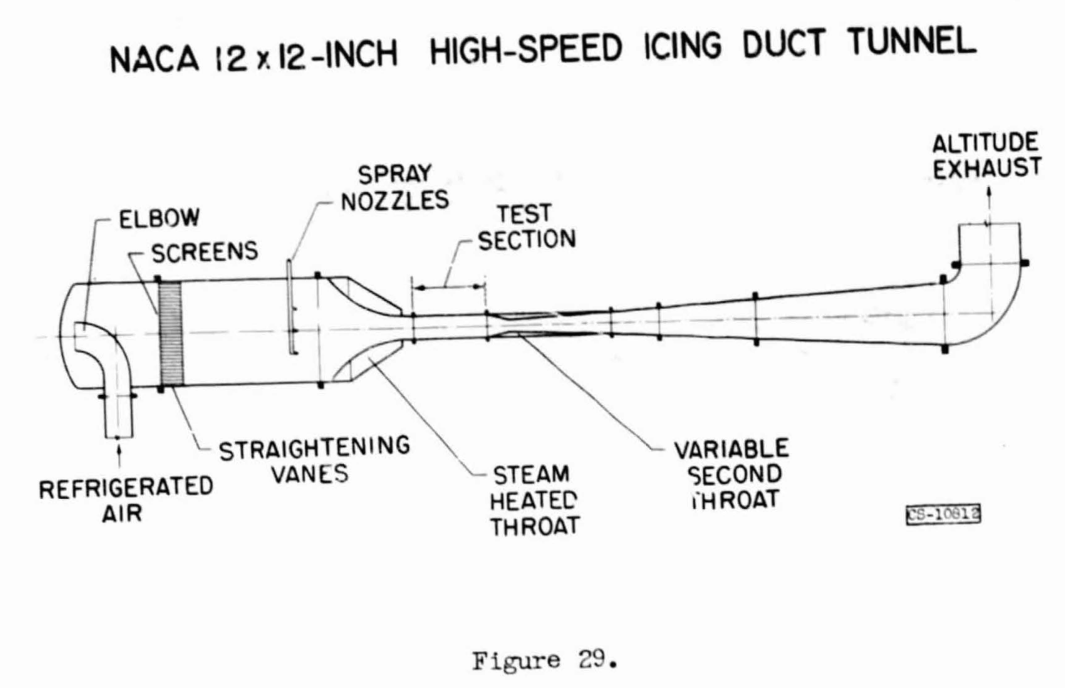 NACA 12 x 12-INCH HIGH-SPEED ICING DUCT TUNNEL
ALTITUDE
EXHAUST
SPRAY
NOZZLES
TEST
SECTION
ELBOW
SCREENS
STRAIGHTENING
VANES
REFRIGERATED
AIR
STEAM
HEATED
THROAT
VARIABLE
SECOND
THROAT
CS-10812
Figure 29.